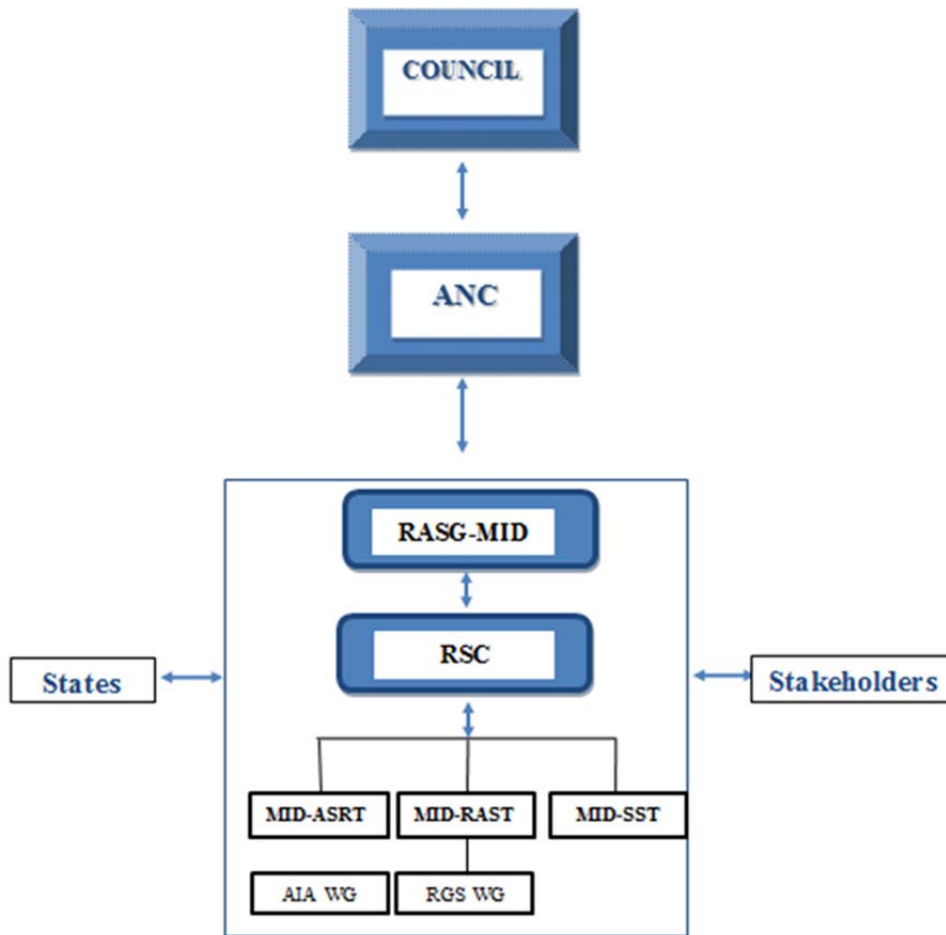 COUNCIL
ANC
RASG-MID
RSC
States
Stakeholders
MID-ASRT
MID-RAST
MID-SST
AIA WG
RGS WG